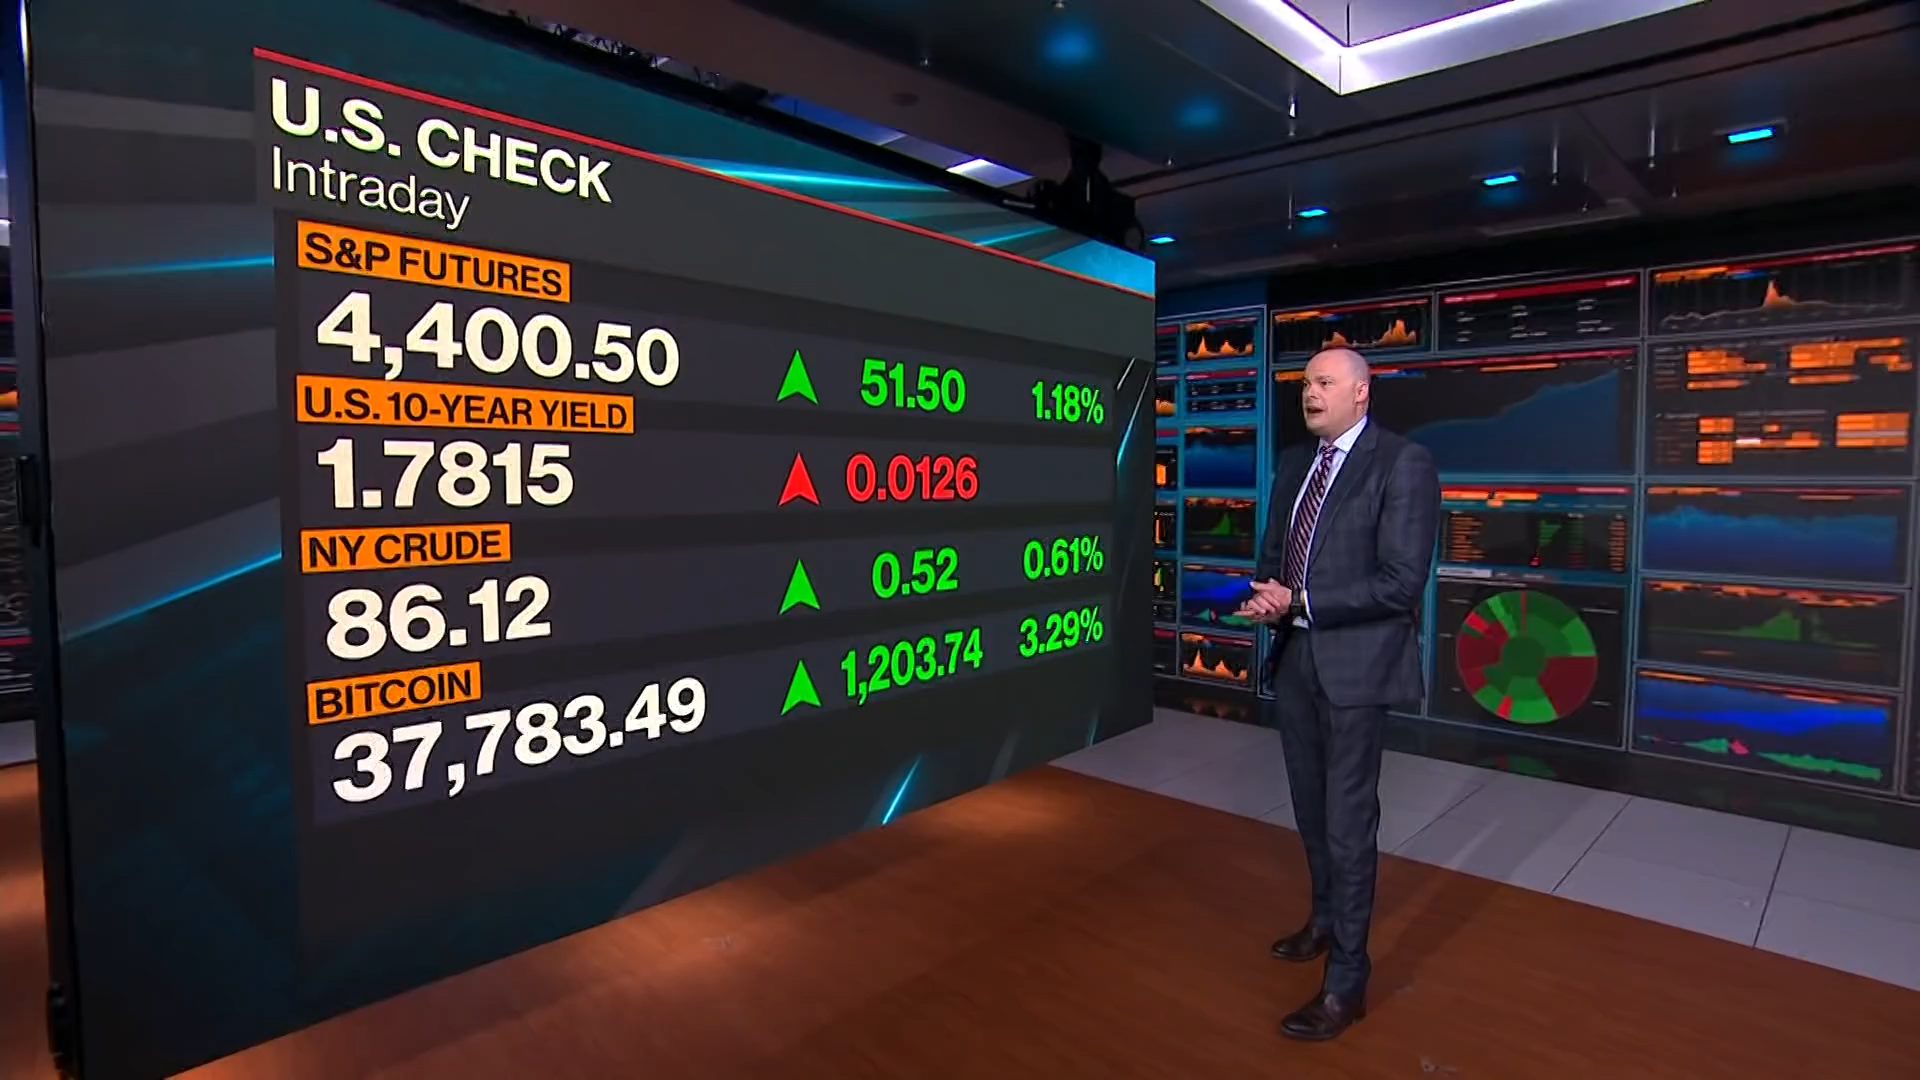 U.S. CHECK
Intraday
S&P FUTURES
4,400.50 51.50 1.18%
U.S. 10-YEAR YIELD
1.7815 0.0126
NY CRUDE
86.12 0.52 0.61%
BITCOIN
37,783.49 1,203.74 3.29%